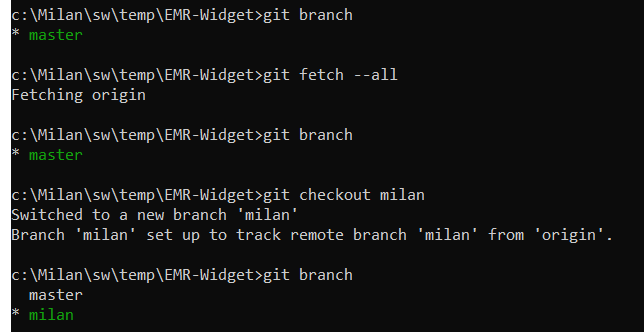 c:\Milan\sw\temp\EMR-Widget>git branch
* master
c:\Milan\sw\temp\EMR-Widget>git fetch --all
Fetching origin
c:\Milan\sw\temp\EMR-Widget>git branch
* master
c:\Milan\sw\temp\EMR-Widget>git checkout milan
Switched to a new branch 'milan'
Branch 'milan' set up to track remote branch 'milan' from 'origin'.
c:\Milan\sw\temp\EMR-Widget>git branch
  master
* milan